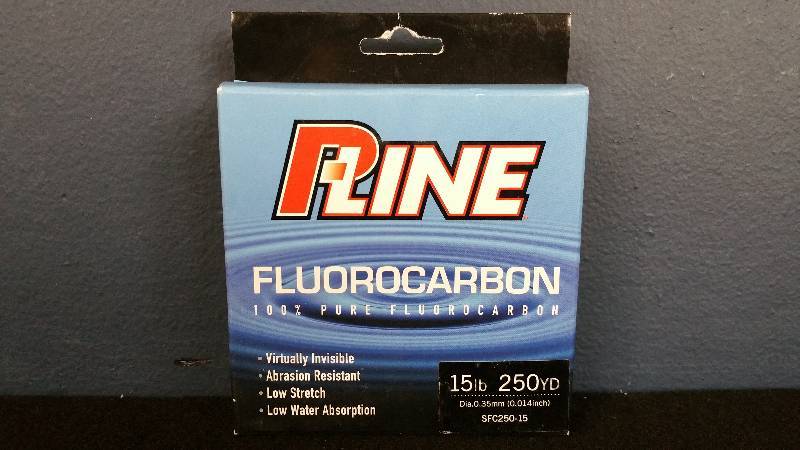 P-LINE
FLUOROCARBON
100% PURE FLUOROCARBON
• Virtually Invisible
• Abrasion Resistant
• Low Stretch
• Low Water Absorption
15lb 250YD
Dia.0.35mm (0.014inch)
SFC250-15